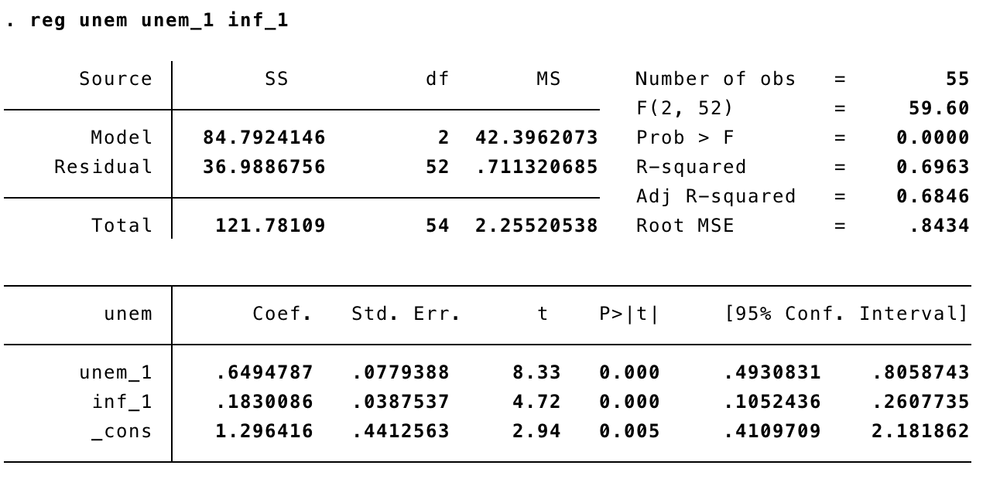 . reg unem unem_1 inf_1
Source SS df MS Number of obs = 55
F(2, 52) = 59.60
Model 84.7924146 2 42.3962073 Prob > F = 0.0000
Residual 36.9886756 52 .711320685 R-squared = 0.6963
Adj R-squared = 0.6846
Total 121.78109 54 2.25520538 Root MSE = .8434
unem Coef. Std. Err. t P>|t| [95% Conf. Interval]
unem_1 .6494787 .0779388 8.33 0.000 .4930831 .8058743
inf_1 .1830086 .0387537 4.72 0.000 .1052436 .2607735
_cons 1.296416 .4412563 2.94 0.005 .4109709 2.181862